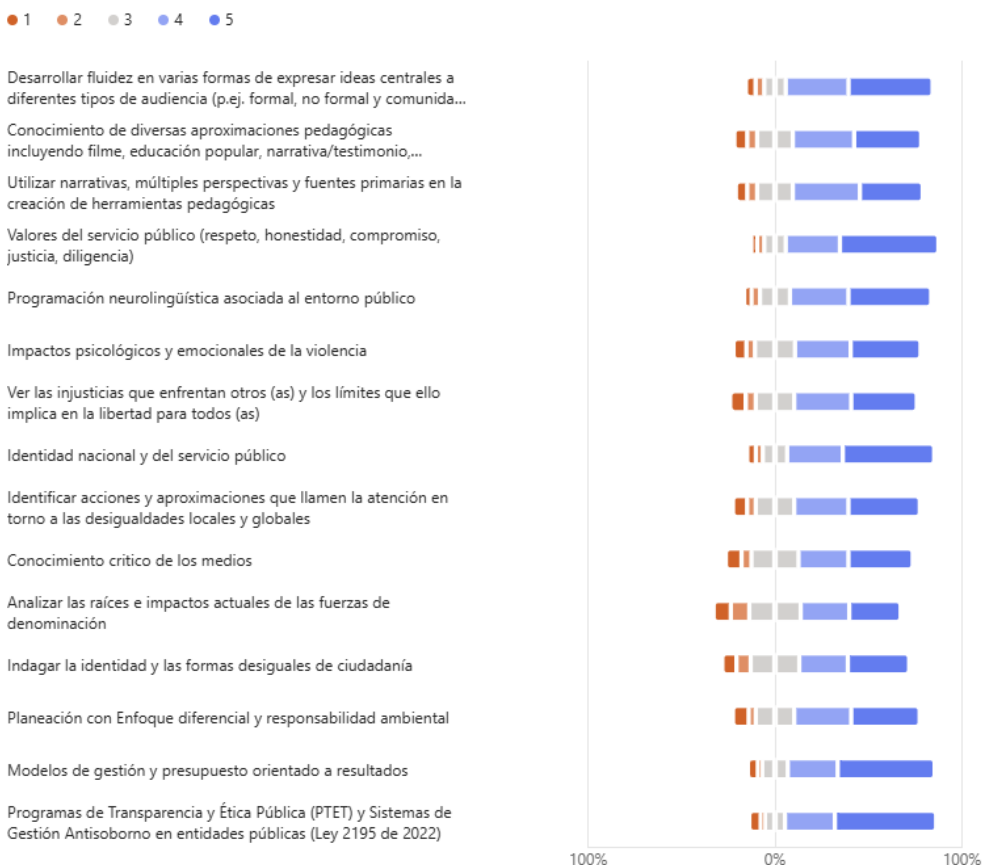 1 2 3 4 5
Desarrollar fluidez en varias formas de expresar ideas centrales a
diferentes tipos de audiencia (p.ej. formal, no formal y comunida...
Conocimiento de diversas aproximaciones pedagógicas
incluyendo filme, educación popular, narrativa/testimonio,...
Utilizar narrativas, múltiples perspectivas y fuentes primarias en la
creación de herramientas pedagógicas
Valores del servicio público (respeto, honestidad, compromiso,
justicia, diligencia)
Programación neurolingüística asociada al entorno público
Impactos psicológicos y emocionales de la violencia
Ver las injusticias que enfrentan otros (as) y los límites que ello
implica en la libertad para todos (as)
Identidad nacional y del servicio público
Identificar acciones y aproximaciones que llamen la atención en
torno a las desigualdades locales y globales
Conocimiento critico de los medios
Analizar las raíces e impactos actuales de las fuerzas de
denominación
Indagar la identidad y las formas desiguales de ciudadanía
Planeación con Enfoque diferencial y responsabilidad ambiental
Modelos de gestión y presupuesto orientado a resultados
Programas de Transparencia y Ética Pública (PTET) y Sistemas de
Gestión Antisoborno en entidades públicas (Ley 2195 de 2022)
100% 0% 100%